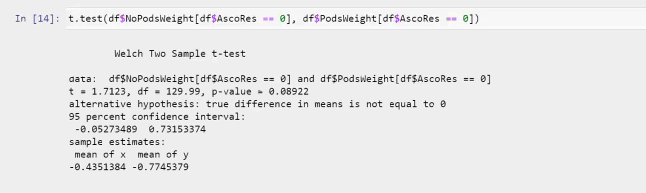 In [14]: t.test(df$NoPodsWeight[df$AscoRes == 0], df$PodsWeight[df$AscoRes == 0])
Welch Two Sample t-test
data: df$NoPodsWeight[df$AscoRes == 0] and df$PodsWeight[df$AscoRes == 0]
t = 1.7123, df = 129.99, p-value = 0.08922
alternative hypothesis: true difference in means is not equal to 0
95 percent confidence interval:
-0.05273489 0.73153374
sample estimates:
mean of x mean of y
-0.4351384 -0.7745379